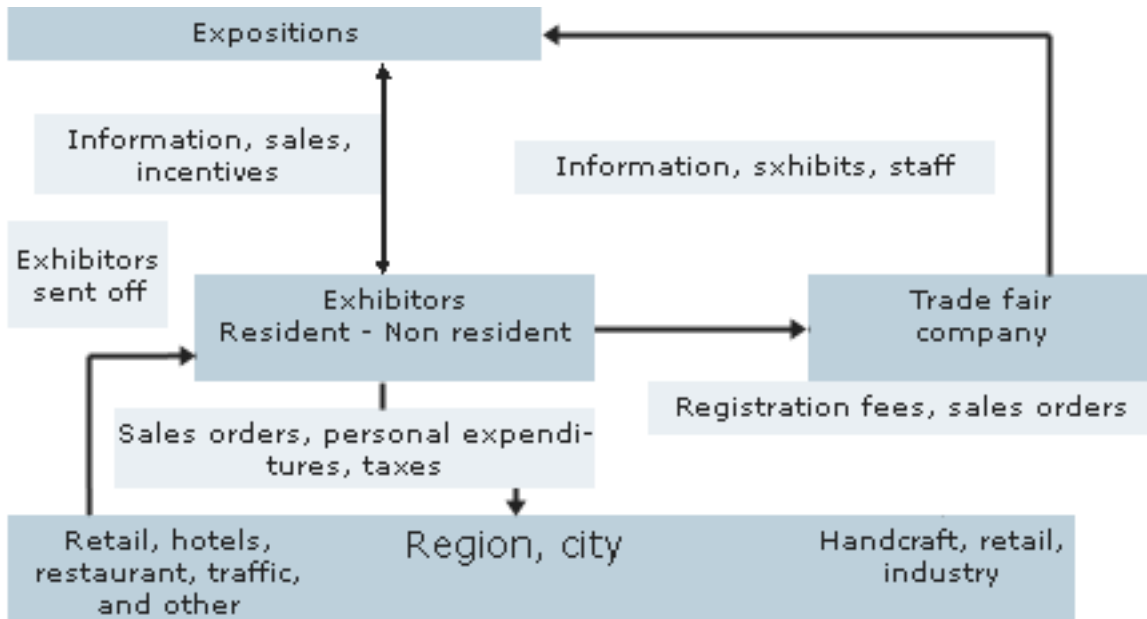 Expositions
Information, sales,
incentives
Information, sxhibits, staff
Exhibitors
sent off
Exhibitors
Resident - Non resident
Trade fair
company
Registration fees, sales orders
Sales orders, personal expendi-
tures, taxes
Retail, hotels,
restaurant, traffic,
and other
Region, city
Handcraft, retail,
industry